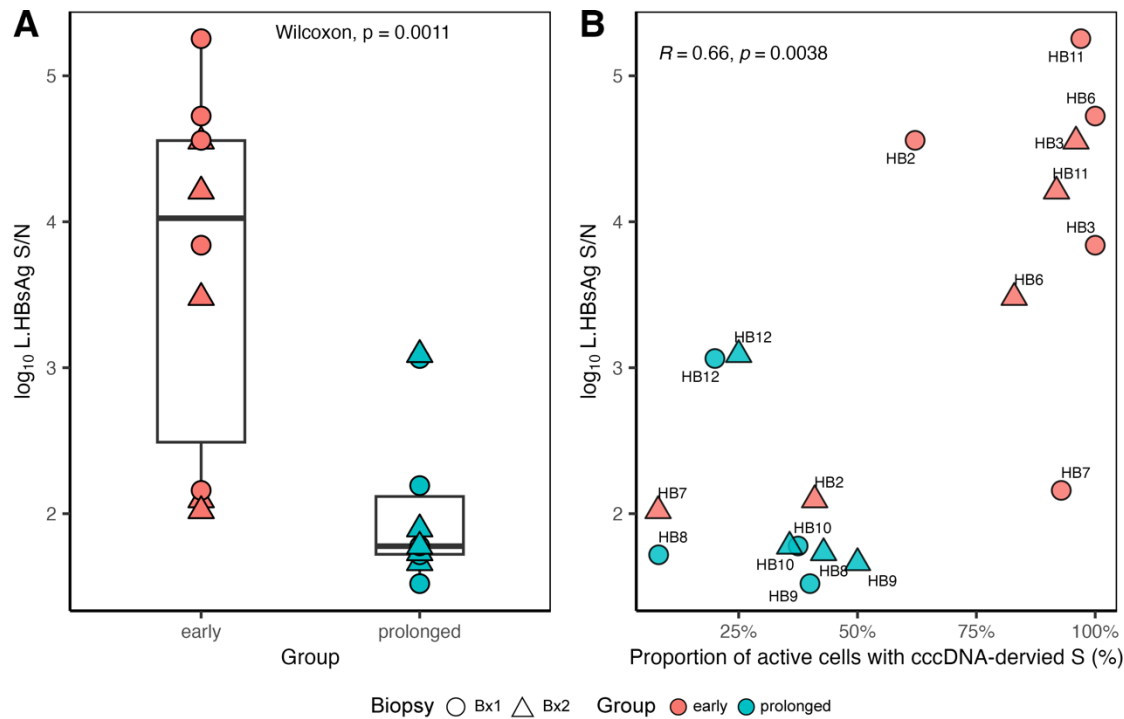 A
Wilcoxon, p = 0.0011
5
4
3
2
log₁₀ L.HBsAg S/N
early
prolonged
Group
B
R = 0.66, p = 0.0038
HB11
HB6
HB2
HB3
HB11
HB3
HB6
HB12
HB12
HB7
HB7
HB2
HB8
HB10
HB10
HB8
HB9
HB9
5
4
3
2
log₁₀ L.HBsAg S/N
25%
50%
75%
100%
Proportion of active cells with cccDNA-dervied S (%)
Biopsy Bx1 Bx2 Group early prolonged